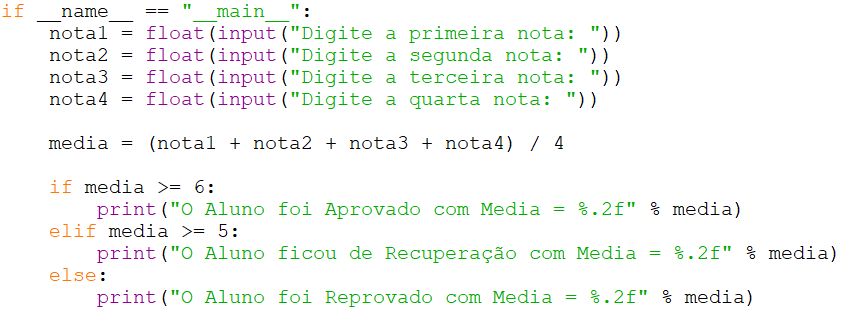 if __name__ == "__main__":
    nota1 = float(input("Digite a primeira nota: "))
    nota2 = float(input("Digite a segunda nota: "))
    nota3 = float(input("Digite a terceira nota: "))
    nota4 = float(input("Digite a quarta nota: "))
    media = (nota1 + nota2 + nota3 + nota4) / 4
    if media >= 6:
        print("O Aluno foi Aprovado com Media = %.2f" % media)
    elif media >= 5:
        print("O Aluno ficou de Recuperação com Media = %.2f" % media)
    else:
        print("O Aluno foi Reprovado com Media = %.2f" % media)